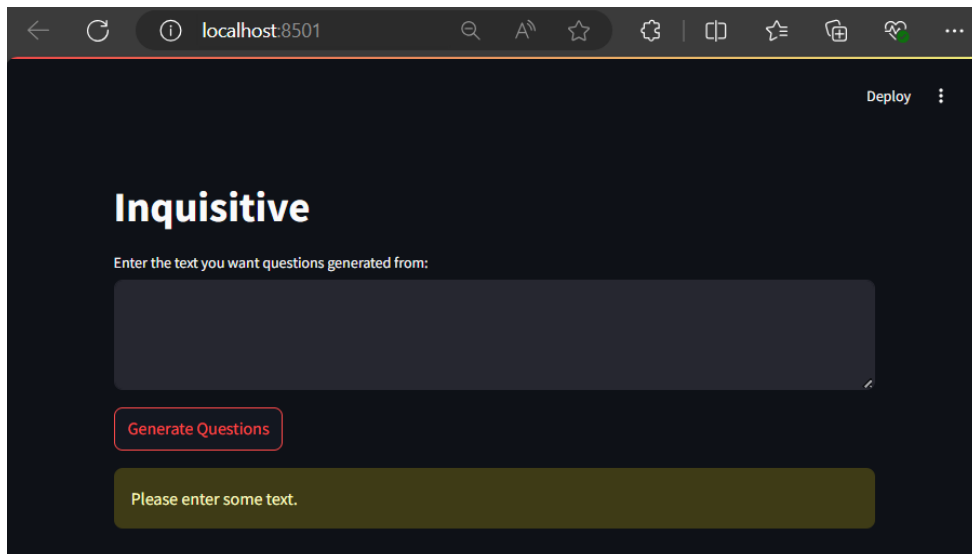 localhost:8501
Deploy
Inquisitive
Enter the text you want questions generated from:
Generate Questions
Please enter some text.